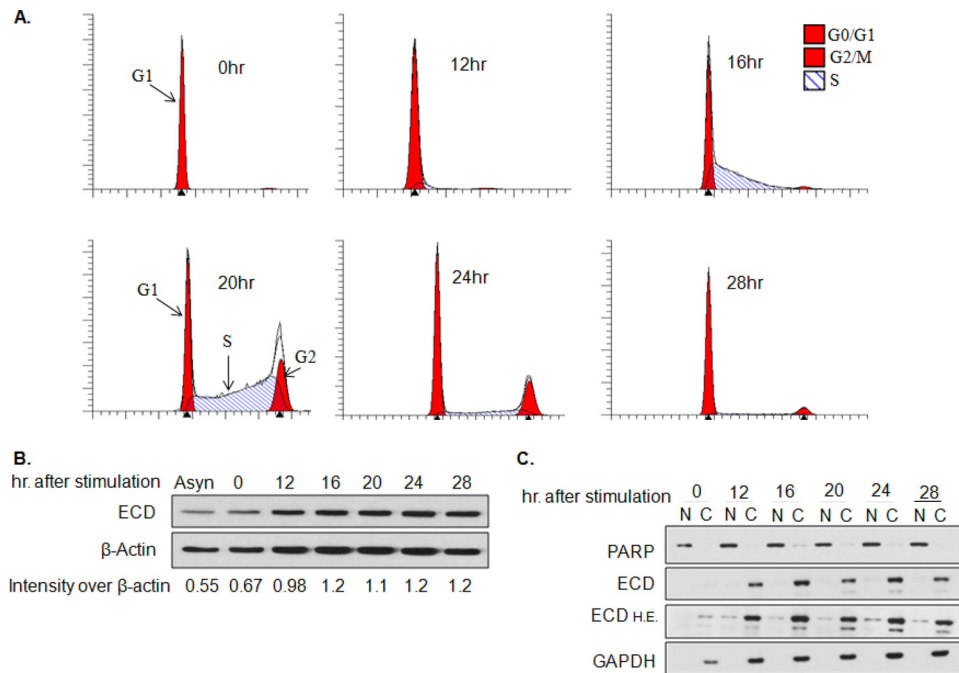 A.
0hr
G1
12hr
16hr
G0/G1
G2/M
S
20hr
G1
S
G2
24hr
28hr
B.
hr. after stimulation Asyn 0 12 16 20 24 28
ECD
β-Actin
Intensity over β-actin 0.55 0.67 0.98 1.2 1.1 1.2 1.2
C.
hr. after stimulation 0 12 16 20 24 28
N C N C N C N C N C N C
PARP
ECD
ECD H.E.
GAPDH